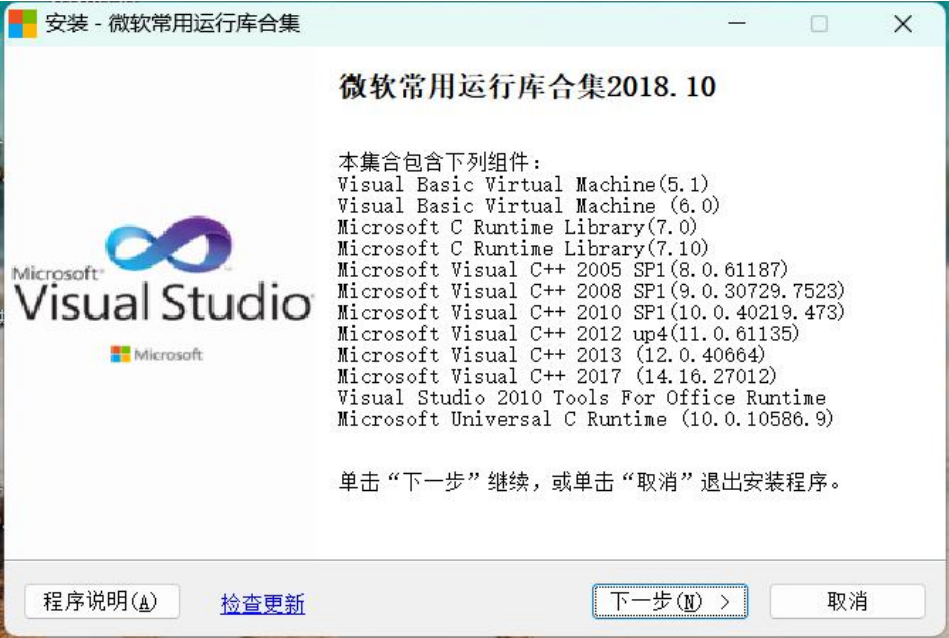 安装 - 微软常用运行库合集
微软常用运行库合集2018.10
本集合包含下列组件：
Visual Basic Virtual Machine(5.1)
Visual Basic Virtual Machine (6.0)
Microsoft C Runtime Library(7.0)
Microsoft C Runtime Library(7.10)
Microsoft Visual C++ 2005 SP1(8.0.61187)
Microsoft Visual C++ 2008 SP1(9.0.30729.7523)
Microsoft Visual C++ 2010 SP1(10.0.40219.473)
Microsoft Visual C++ 2012 up4(11.0.61135)
Microsoft Visual C++ 2013 (12.0.40664)
Microsoft Visual C++ 2017 (14.16.27012)
Visual Studio 2010 Tools For Office Runtime
Microsoft Universal C Runtime (10.0.10586.9)
单击“下一步”继续，或单击“取消”退出安装程序。
Microsoft
Visual Studio
Microsoft
程序说明(A)
检查更新
下一步(N) >
取消